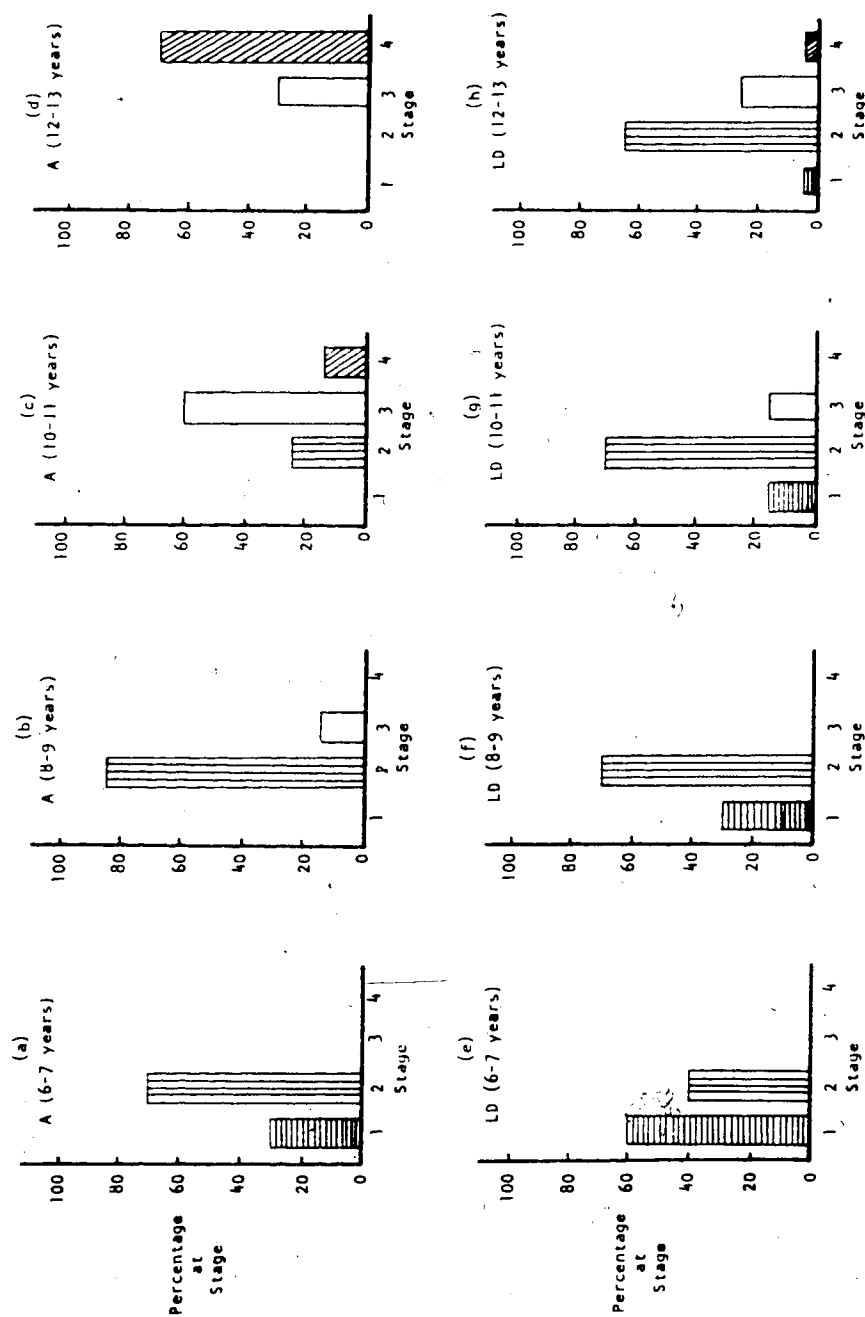 (a)
A (6-7 years)
100
80
60
40
20
0
Percentage
at
Stage
1 2 3 4
Stage
(b)
A (8-9 years)
100
80
60
40
20
0
1 2 3 4
Stage
(c)
A (10-11 years)
100
80
60
40
20
0
1 2 3 4
Stage
(d)
A (12-13 years)
100
80
60
40
20
0
1 2 3 4
Stage
(e)
LD (6-7 years)
100
80
60
40
20
0
Percentage
at
Stage
1 2 3 4
Stage
(f)
LD (8-9 years)
100
80
60
40
20
0
1 2 3 4
Stage
(g)
LD (10-11 years)
100
80
60
40
20
0
1 2 3 4
Stage
(h)
LD (12-13 years)
100
80
60
40
20
0
1 2 3 4
Stage